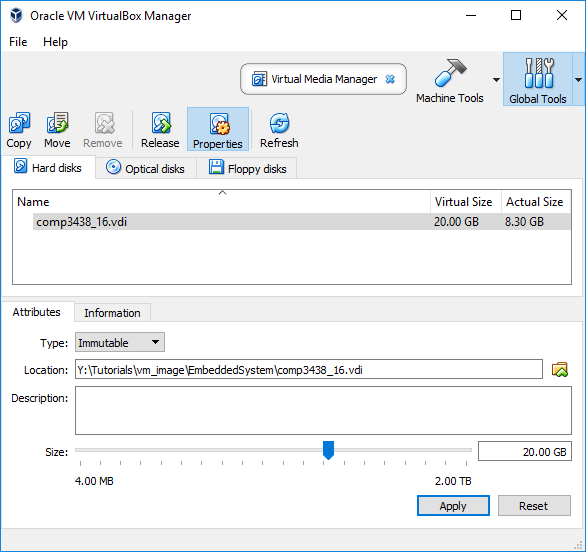 Oracle VM VirtualBox Manager
File Help
Virtual Media Manager
Machine Tools
Global Tools
Copy Move Remove Release Properties Refresh
Hard disks Optical disks Floppy disks
Name Virtual Size Actual Size
comp3438_16.vdi 20.00 GB 8.30 GB
Attributes Information
Type: Immutable
Location: Y:\Tutorials\vm_image\EmbeddedSystem\comp3438_16.vdi
Description:
Size: 20.00 GB
4.00 MB 2.00 TB
Apply Reset